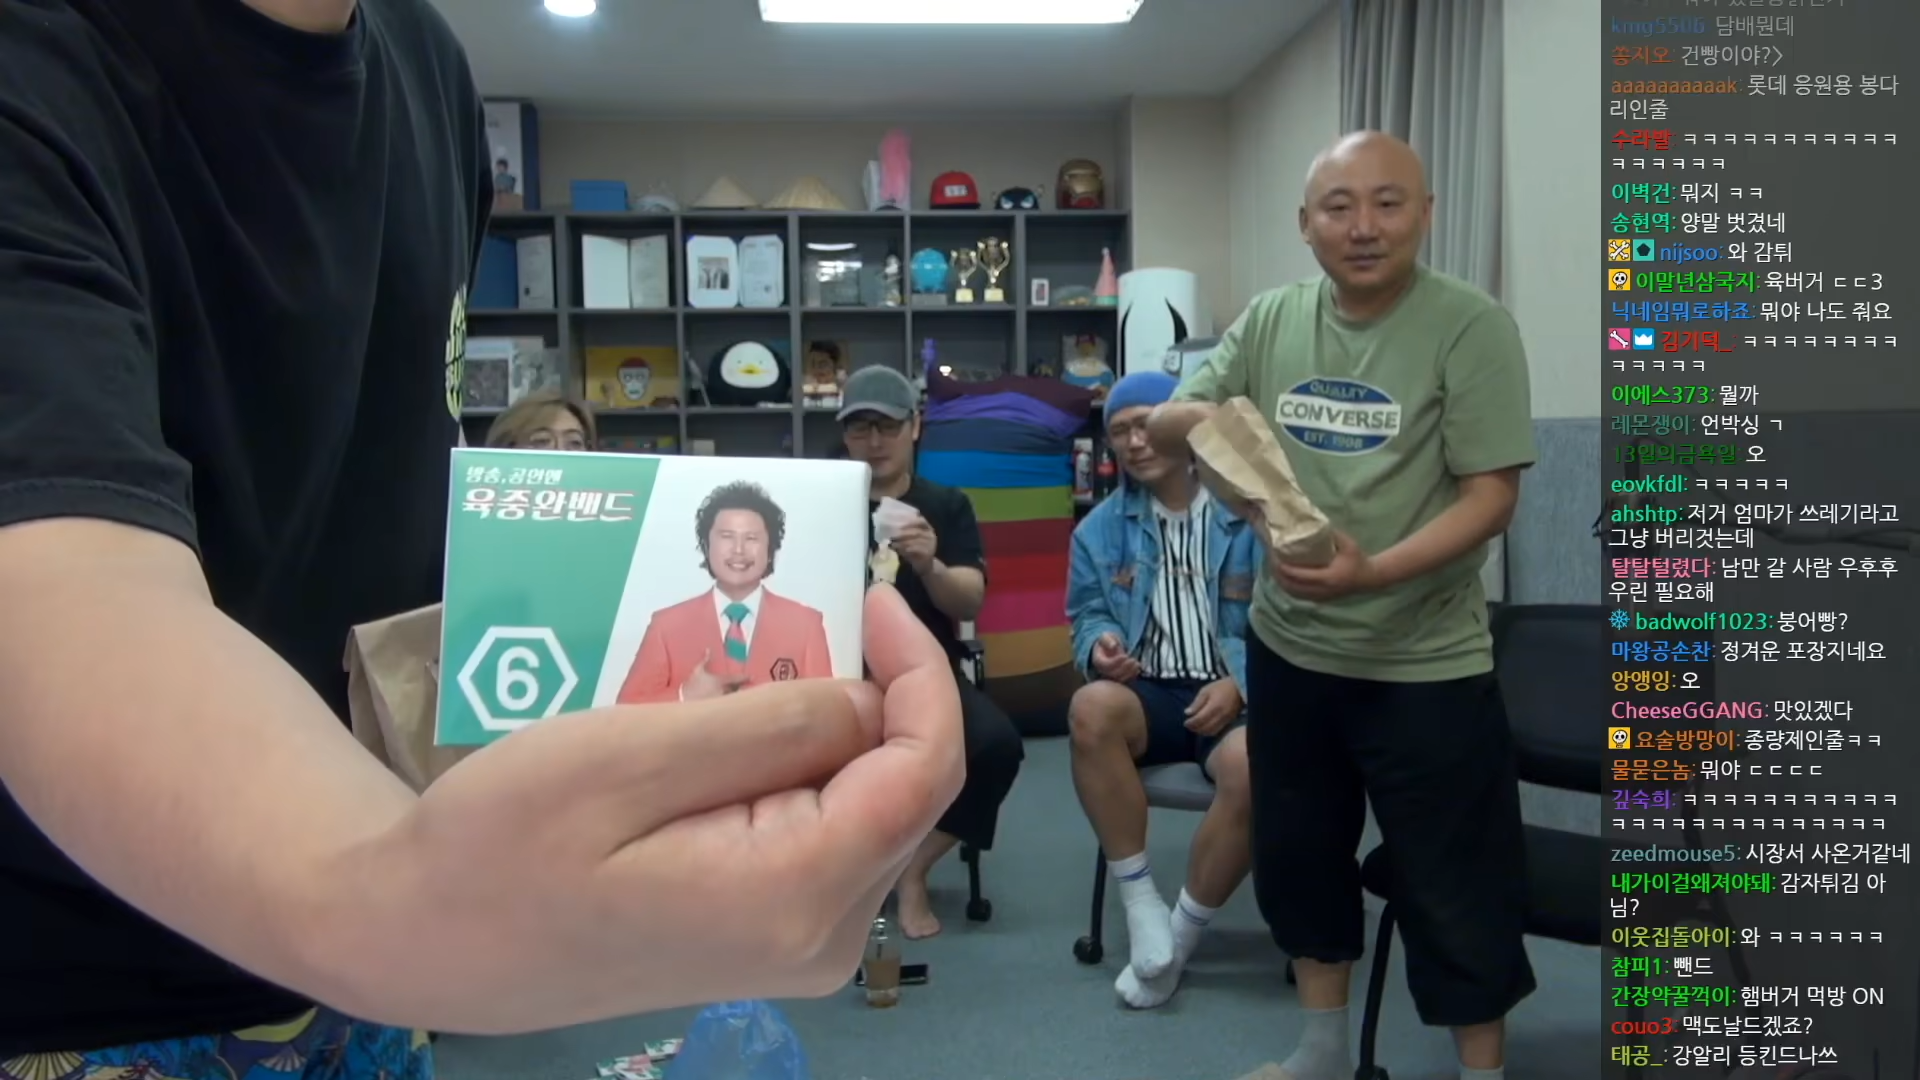 방송,공연엔
육중완밴드
6
6
QUALITY
CONVERSE
EST. 1908
kmg5506 담배뭔데
쏭지오: 건빵이야?〉
aaaaaaaaaak: 롯데 응원용 봉다
리인줄
수라빨: ㅋㅋㅋㅋㅋㅋㅋㅋㅋㅋㅋ
ㅋㅋㅋㅋㅋㅋ
이벽건: 뭐지 ㅋㅋ
송현역: 양말 벗겼네
nijsoo: 와 감튀
이말년삼국지: 육버거 ㄷㄷ3
닉네임뭐로하죠: 뭐야 나도 줘요
김기덕_: ㅋㅋㅋㅋㅋㅋㅋㅋ
ㅋㅋㅋㅋㅋ
이에스373: 뭘까
레몬쟁이: 언박싱 ㄱ
13일의금욕일: 오
eovkfdl: ㅋㅋㅋㅋㅋ
ahshtp: 저거 엄마가 쓰레기라고
그냥 버리것는데
탈탈털렸다: 남만 갈 사람 우후후
우린 필요해
badwolf1023: 붕어빵?
마왕공손찬: 정겨운 포장지네요
앙앵잉: 오
CheeseGGANG: 맛있겠다
요술방망이: 종량제인줄ㅋㅋ
물묻은놈: 뭐야 ㄷㄷㄷㄷ
깊숙희: ㅋㅋㅋㅋㅋㅋㅋㅋㅋㅋㅋ
ㅋㅋㅋㅋㅋㅋㅋㅋㅋㅋㅋㅋㅋㅋ
zeedmouse5: 시장서 사온거같네
내가이걸왜져야돼: 감자튀김 아
님?
이웃집돌아이: 와 ㅋㅋㅋㅋㅋㅋ
참피1: 뺀드
간장약꿀꺽이: 햄버거 먹방 ON
couo3: 맥도날드겠죠?
태공_: 강알리 등킨드나쓰